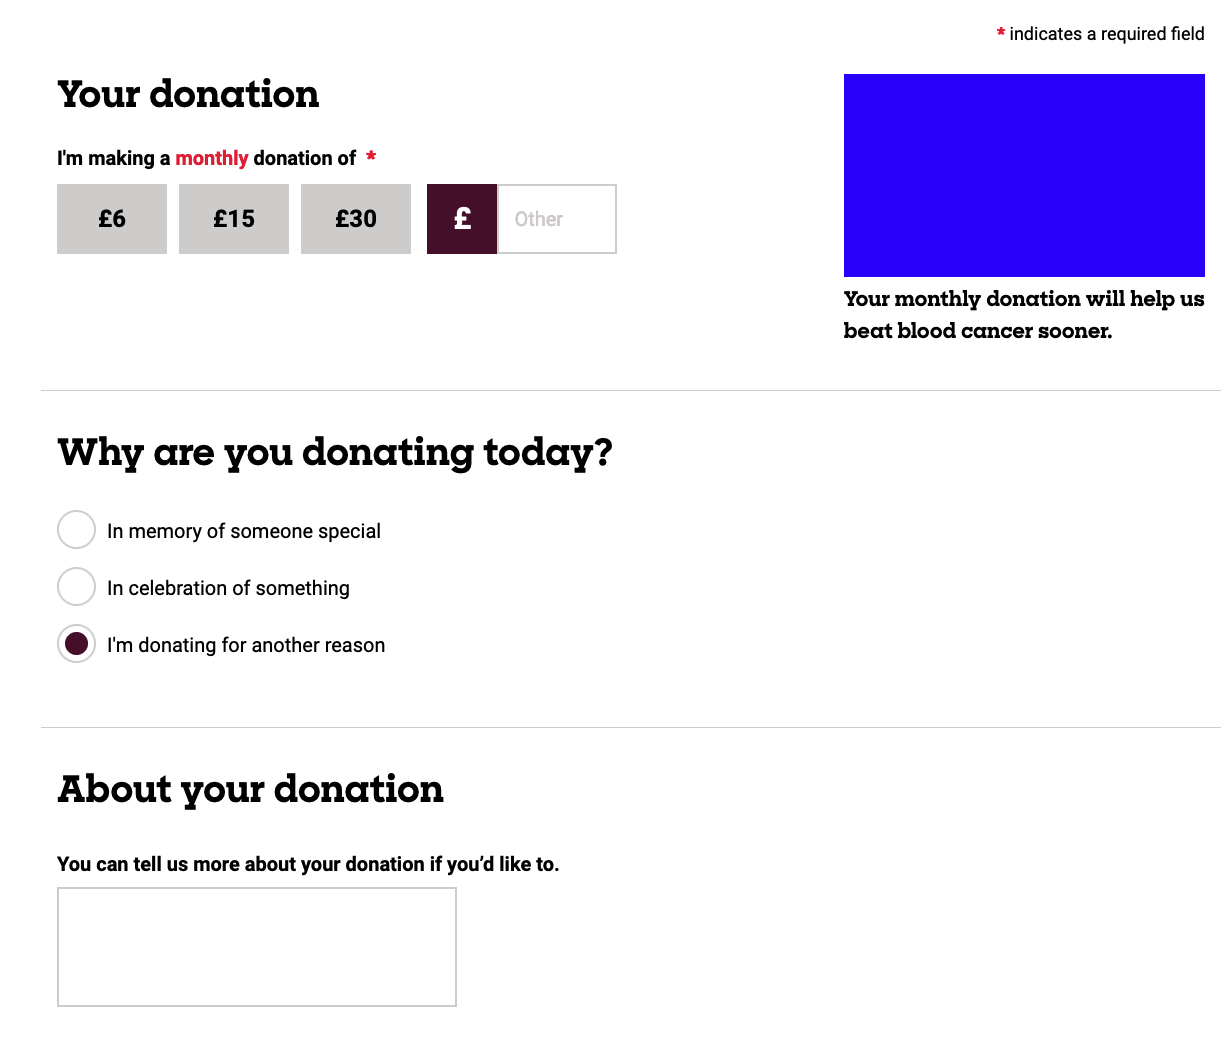 * indicates a required field
Your donation
I'm making a monthly donation of *
£6 £15 £30 £ Other
Your monthly donation will help us
beat blood cancer sooner.
Why are you donating today?
In memory of someone special
In celebration of something
I'm donating for another reason
About your donation
You can tell us more about your donation if you’d like to.